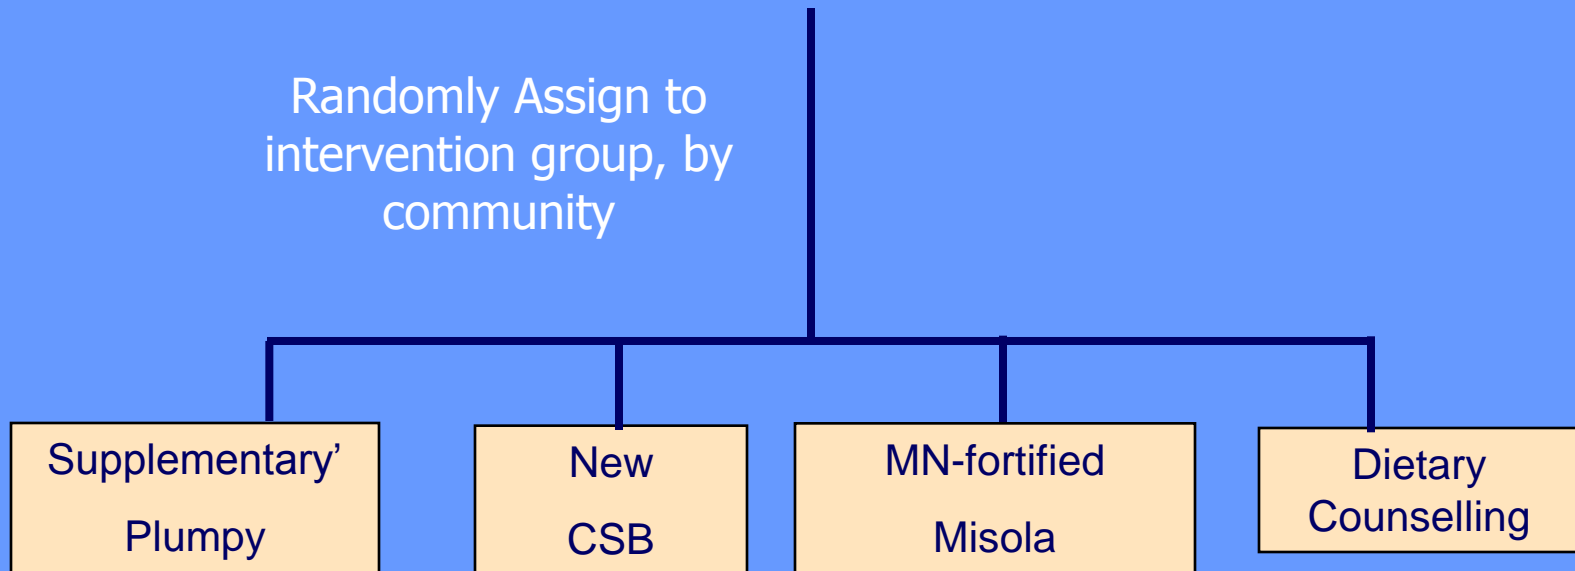 Randomly Assign to
intervention group, by
community
Supplementary’
Plumpy
New
CSB
MN-fortified
Misola
Dietary
Counselling